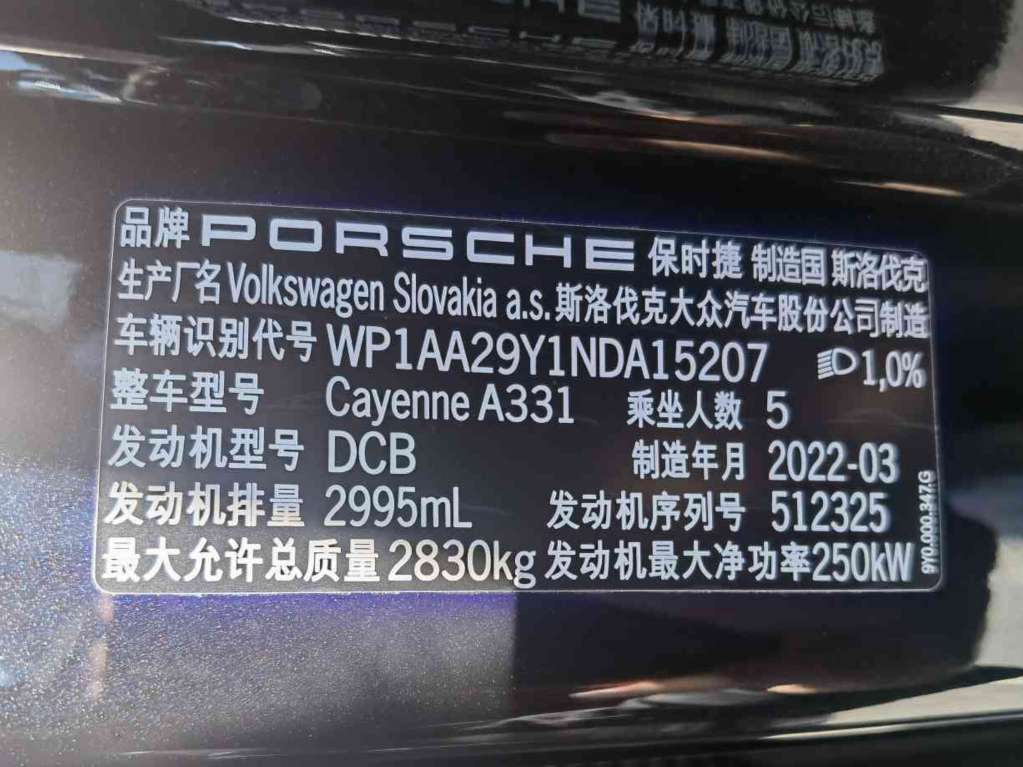 品牌 PORSCHE 保时捷 制造国 斯洛伐克
生产厂名 Volkswagen Slovakia a.s. 斯洛伐克大众汽车股份公司制造
车辆识别代号 WP1AA29Y1NDA15207 1,0%
整车型号 Cayenne A331 乘坐人数 5
发动机型号 DCB 制造年月 2022-03
发动机排量 2995mL 发动机序列号 512325
最大允许总质量 2830kg 发动机最大净功率 250kW
9Y0.000.347.G